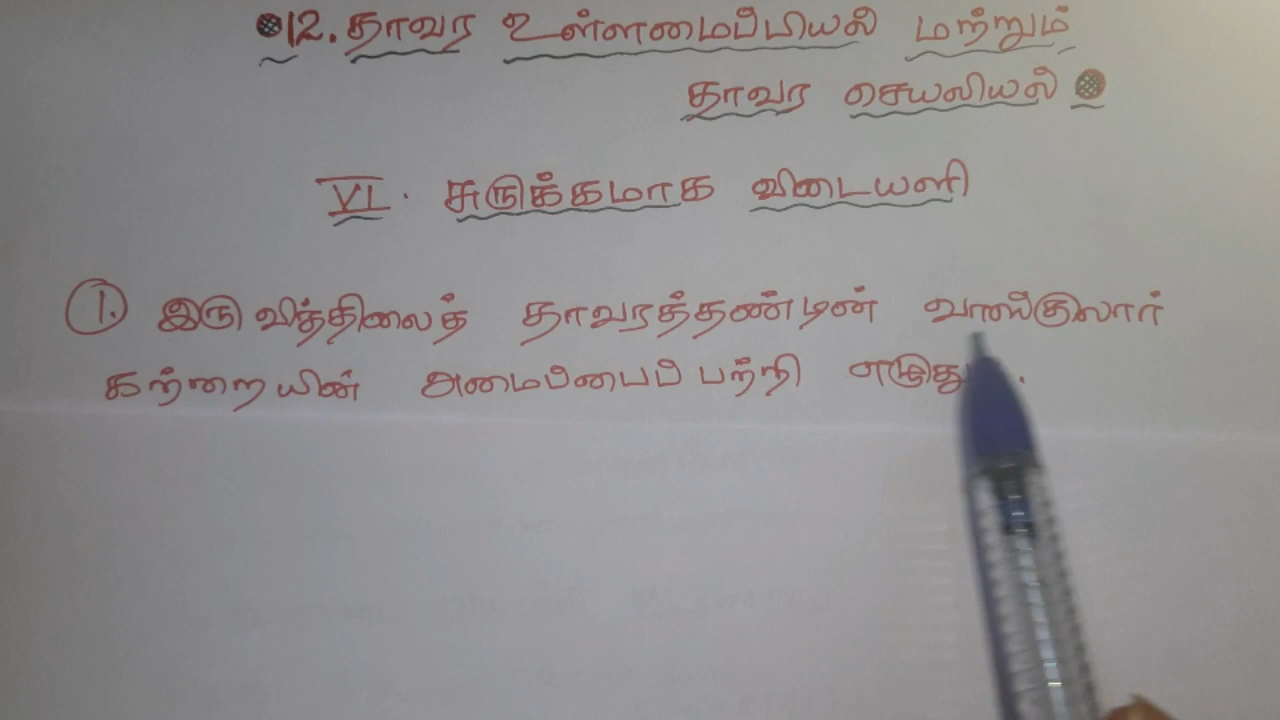 12. தாவர உள்ளமைப்பியல் மற்றும்
தாவர செயலியல்
VI. சுருக்கமாக விடையளி
1. இருவித்திலைத் தாவரத்தண்டின் வாஸ்குலார்
கற்றையின் அமைப்பைப் பற்றி எழுது.